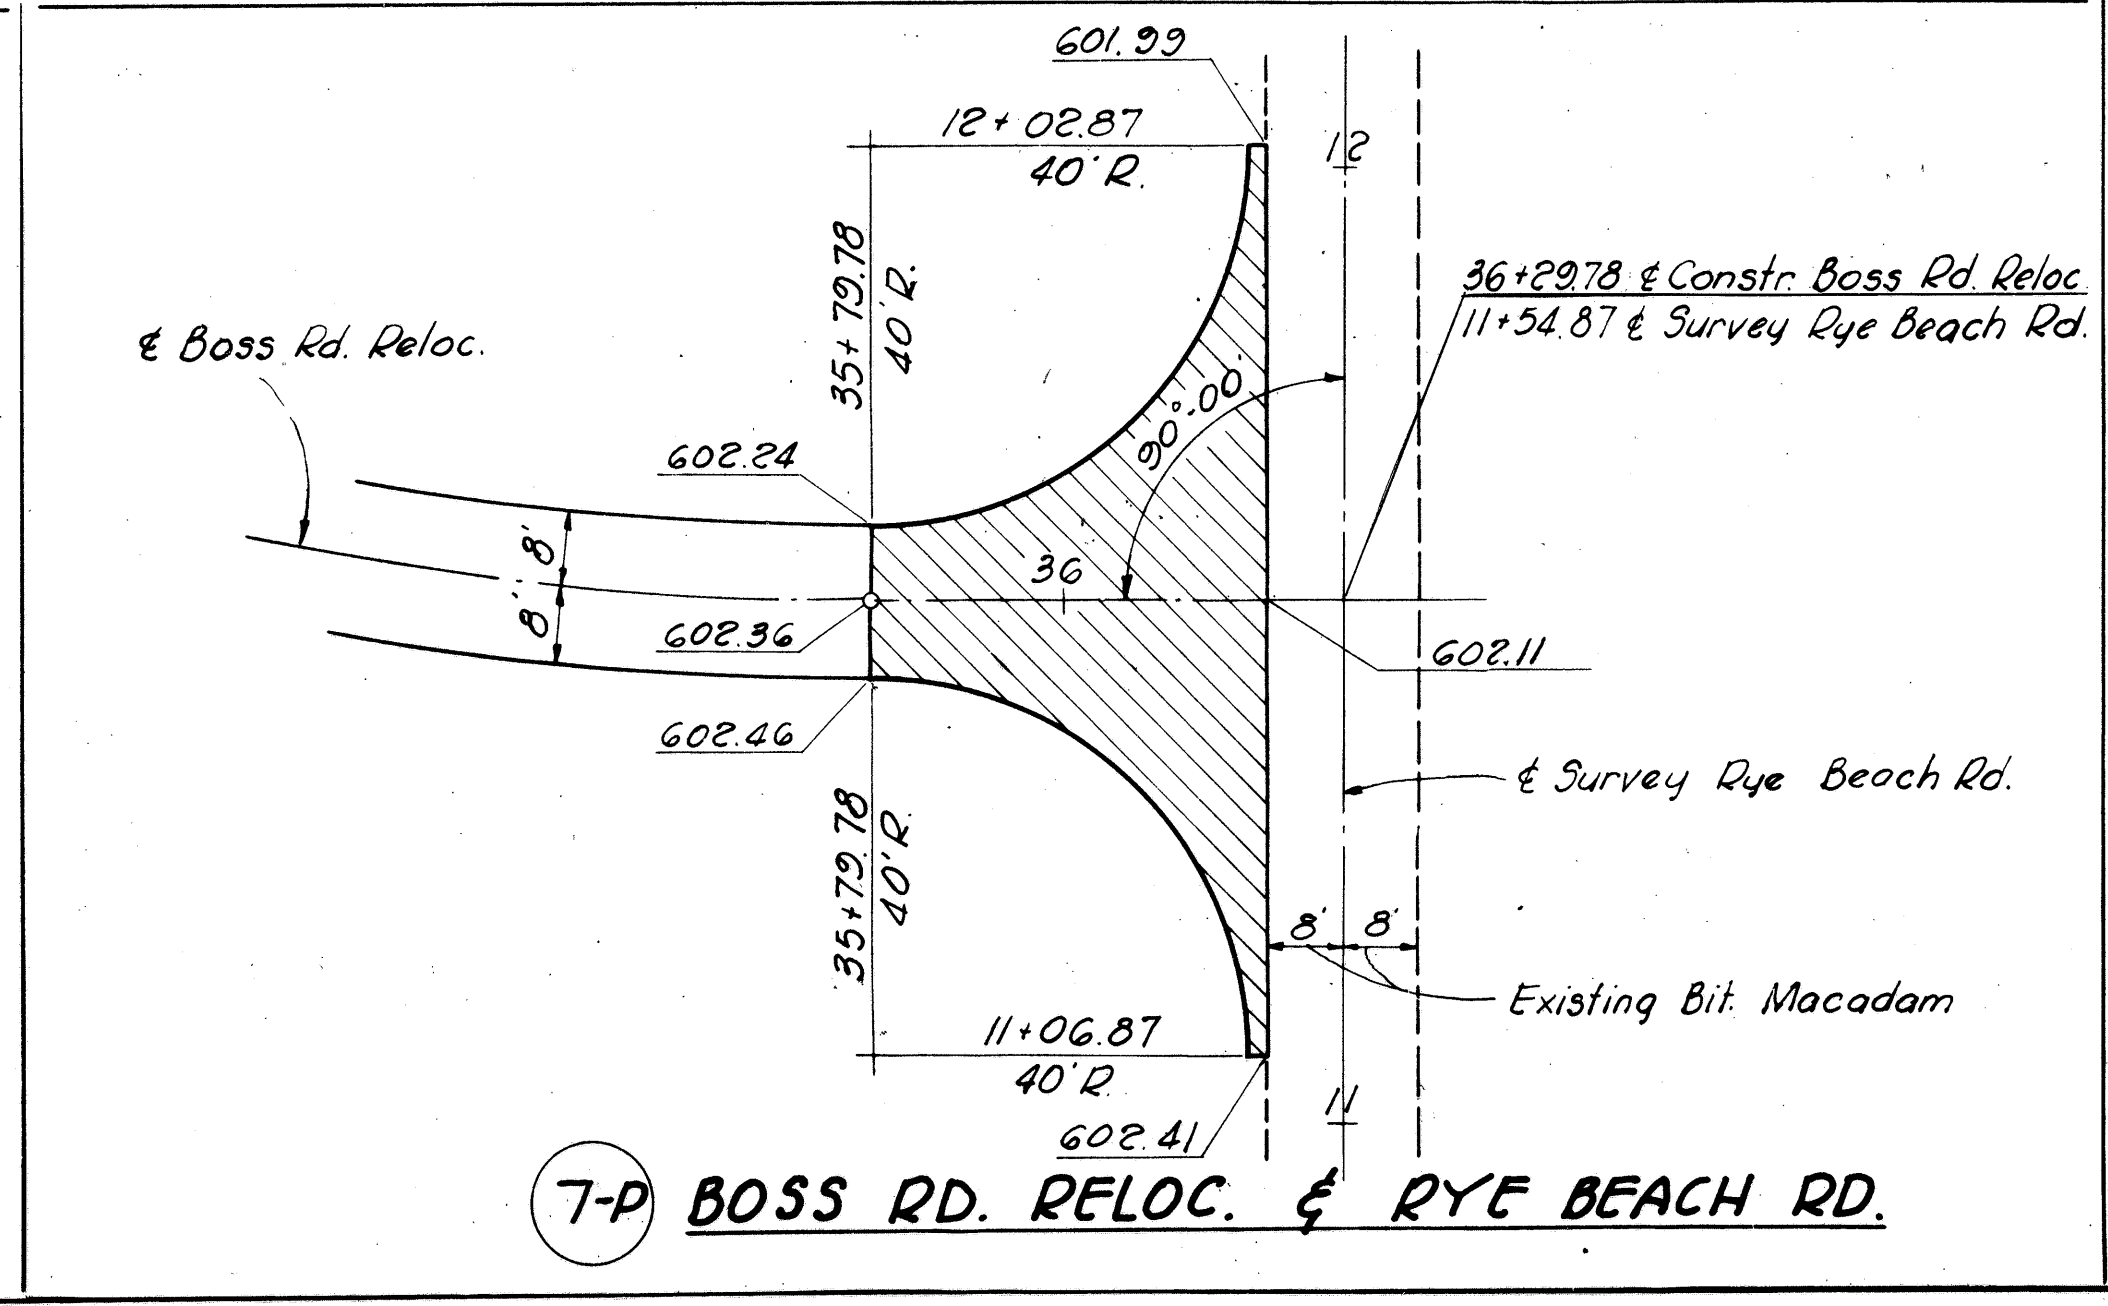 601.99
12+02.87
40' R.
12
35+79.78
40' R.
36+29.78 ℄ Constr. Boss Rd. Reloc
11+54.87 ℄ Survey Rye Beach Rd.
℄ Boss Rd. Reloc.
90°.00
602.24
8'
8'
36
602.36
602.11
602.46
℄ Survey Rye Beach Rd.
35+79.78
40' R.
8' 8'
Existing Bit. Macadam
11+06.87
40' R.
11
602.41
7-P BOSS RD. RELOC. & RYE BEACH RD.